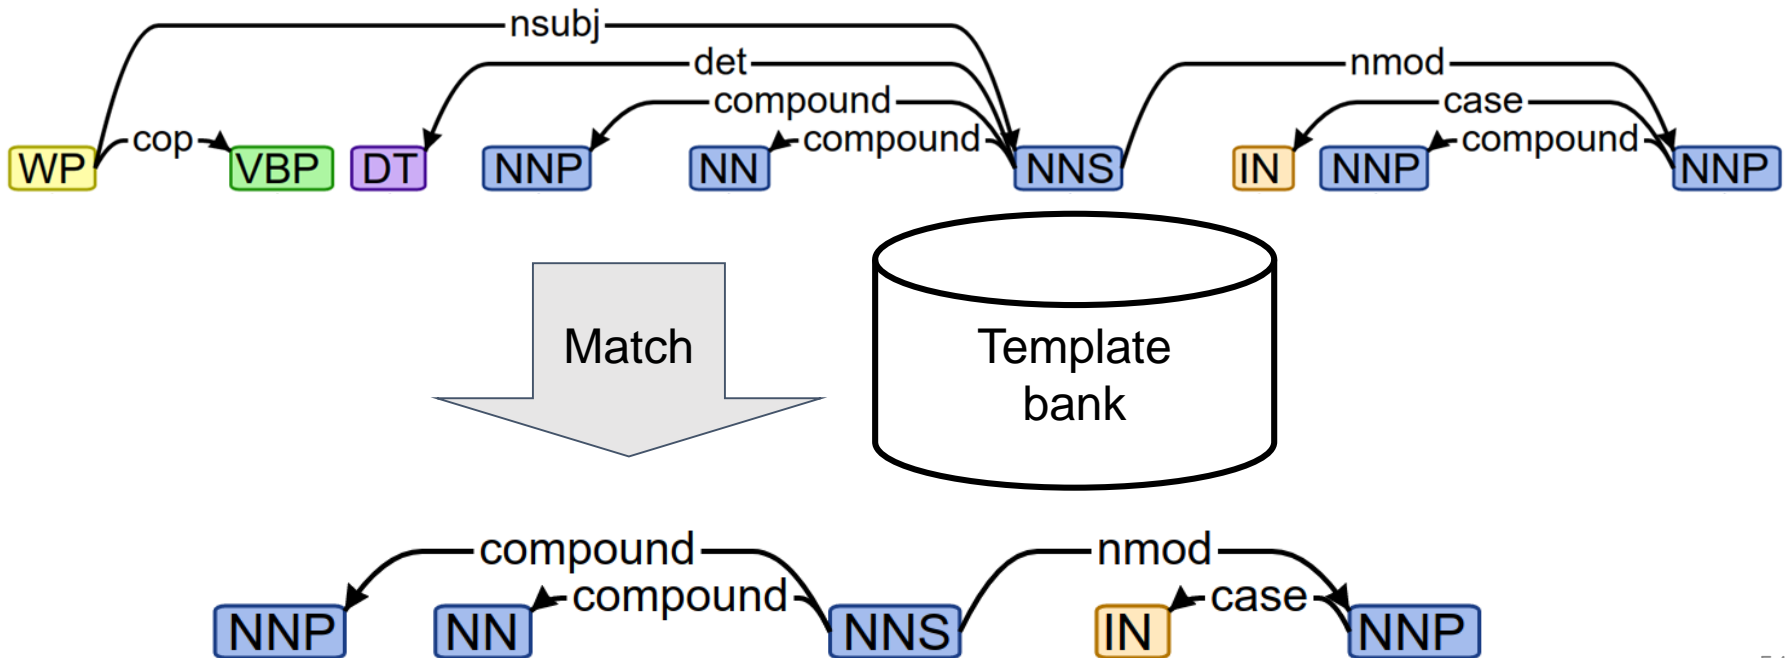 nsubj
det nmod
compound case
cop compound compound
WP VBP DT NNP NN NNS IN NNP NNP
Match
Template
bank
compound nmod
compound case
NNP NN NNS IN NNP